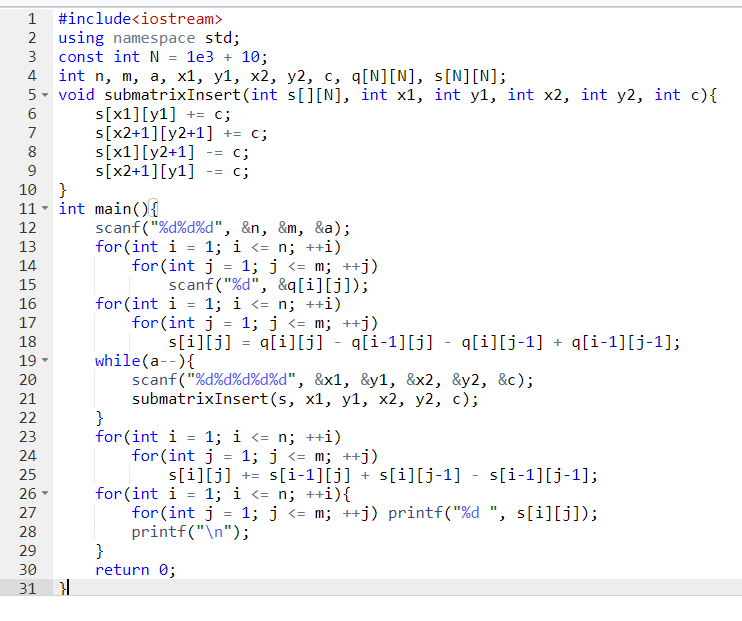 1 #include<iostream>
2 using namespace std;
3 const int N = 1e3 + 10;
4 int n, m, a, x1, y1, x2, y2, c, q[N][N], s[N][N];
5 void submatrixInsert(int s[][N], int x1, int y1, int x2, int y2, int c){
6     s[x1][y1] += c;
7     s[x2+1][y2+1] += c;
8     s[x1][y2+1] -= c;
9     s[x2+1][y1] -= c;
10 }
11 int main(){
12     scanf("%d%d%d", &n, &m, &a);
13     for(int i = 1; i <= n; ++i)
14         for(int j = 1; j <= m; ++j)
15             scanf("%d", &q[i][j]);
16     for(int i = 1; i <= n; ++i)
17         for(int j = 1; j <= m; ++j)
18             s[i][j] = q[i][j] - q[i-1][j] - q[i][j-1] + q[i-1][j-1];
19     while(a--){
20         scanf("%d%d%d%d%d", &x1, &y1, &x2, &y2, &c);
21         submatrixInsert(s, x1, y1, x2, y2, c);
22     }
23     for(int i = 1; i <= n; ++i)
24         for(int j = 1; j <= m; ++j)
25             s[i][j] += s[i-1][j] + s[i][j-1] - s[i-1][j-1];
26     for(int i = 1; i <= n; ++i){
27         for(int j = 1; j <= m; ++j) printf("%d ", s[i][j]);
28         printf("\n");
29     }
30     return 0;
31 }